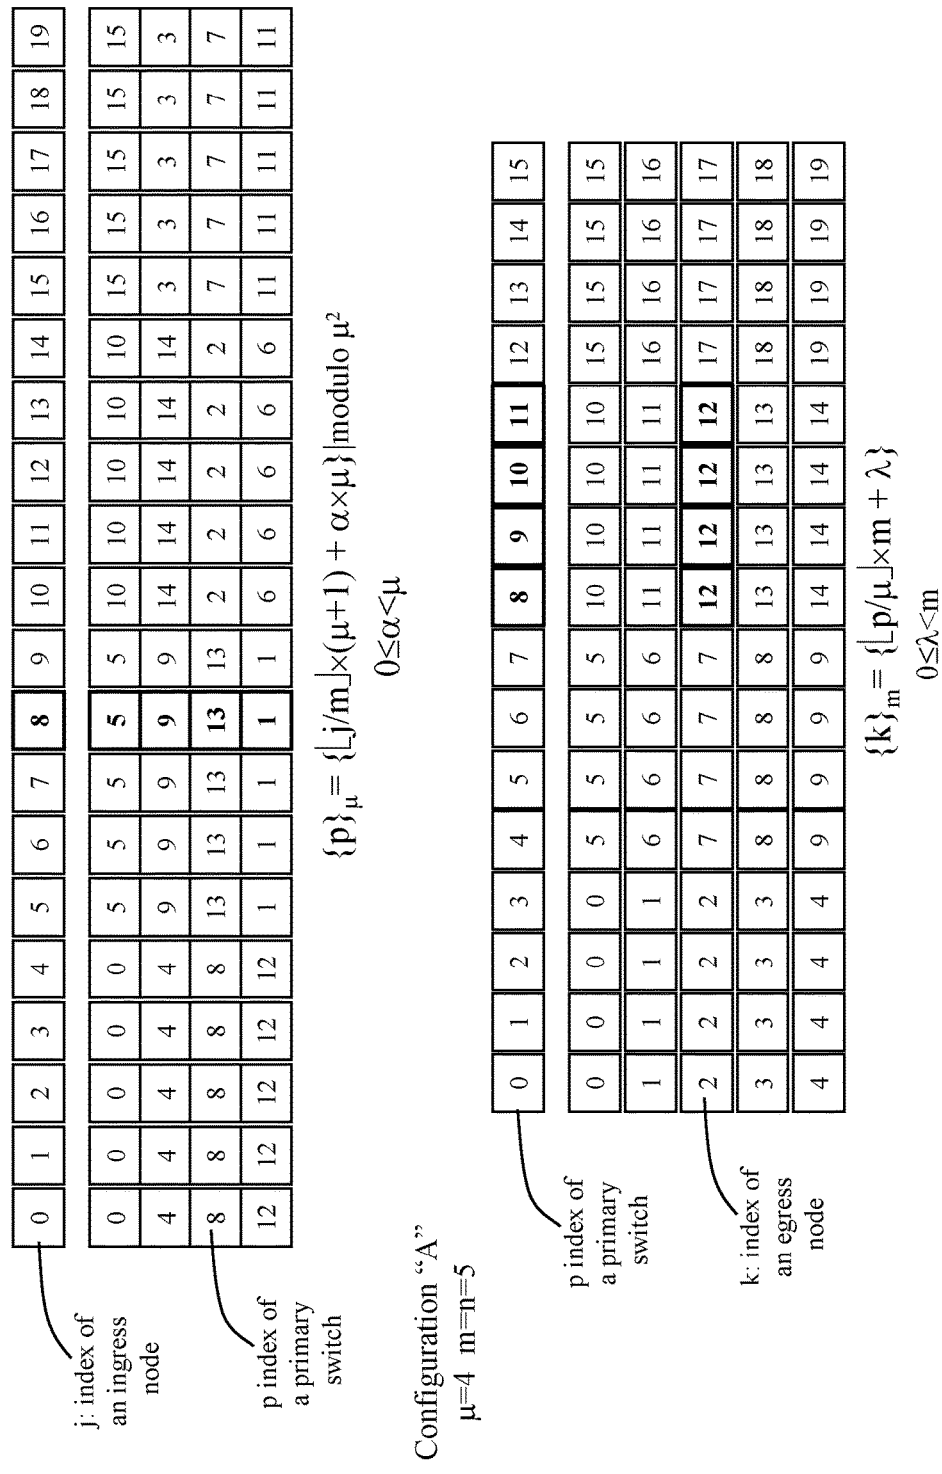 0 1 2 3 4 5 6 7 8 9 10 11 12 13 14 15 16 17 18 19
0 0 0 0 0 5 5 5 5 5 10 10 10 10 10 15 15 15 15 15
4 4 4 4 4 9 9 9 9 9 14 14 14 14 14 3 3 3 3 3
8 8 8 8 8 13 13 13 13 13 2 2 2 2 2 7 7 7 7 7
12 12 12 12 12 1 1 1 1 1 6 6 6 6 6 11 11 11 11 11
j: index of
an ingress
node
p index of
a primary
switch
{p}μ = {⌊j/m⌋×(μ+1) + α×μ}|modulo μ²
0≤α<μ
Configuration “A”
μ=4 m=n=5
0 1 2 3 4 5 6 7 8 9 10 11 12 13 14 15
0 0 0 0 5 5 5 5 10 10 10 10 15 15 15 15
1 1 1 1 6 6 6 6 11 11 11 11 16 16 16 16
2 2 2 2 7 7 7 7 12 12 12 12 17 17 17 17
3 3 3 3 8 8 8 8 13 13 13 13 18 18 18 18
4 4 4 4 9 9 9 9 14 14 14 14 19 19 19 19
p index of
a primary
switch
k: index of
an egress
node
{k}m = {⌊p/μ⌋×m + λ}
0≤λ<m